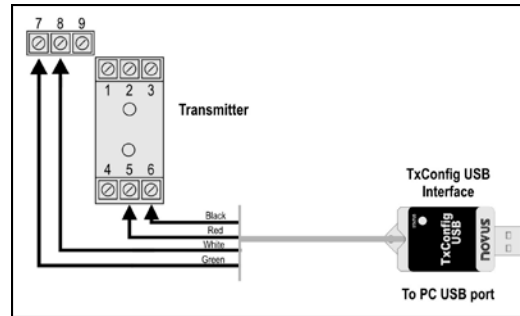 7 8 9
1 2 3
Transmitter
4 5 6
Black
Red
White
Green
TxConfig USB
Interface
TxConfig
USB
novus
To PC USB port